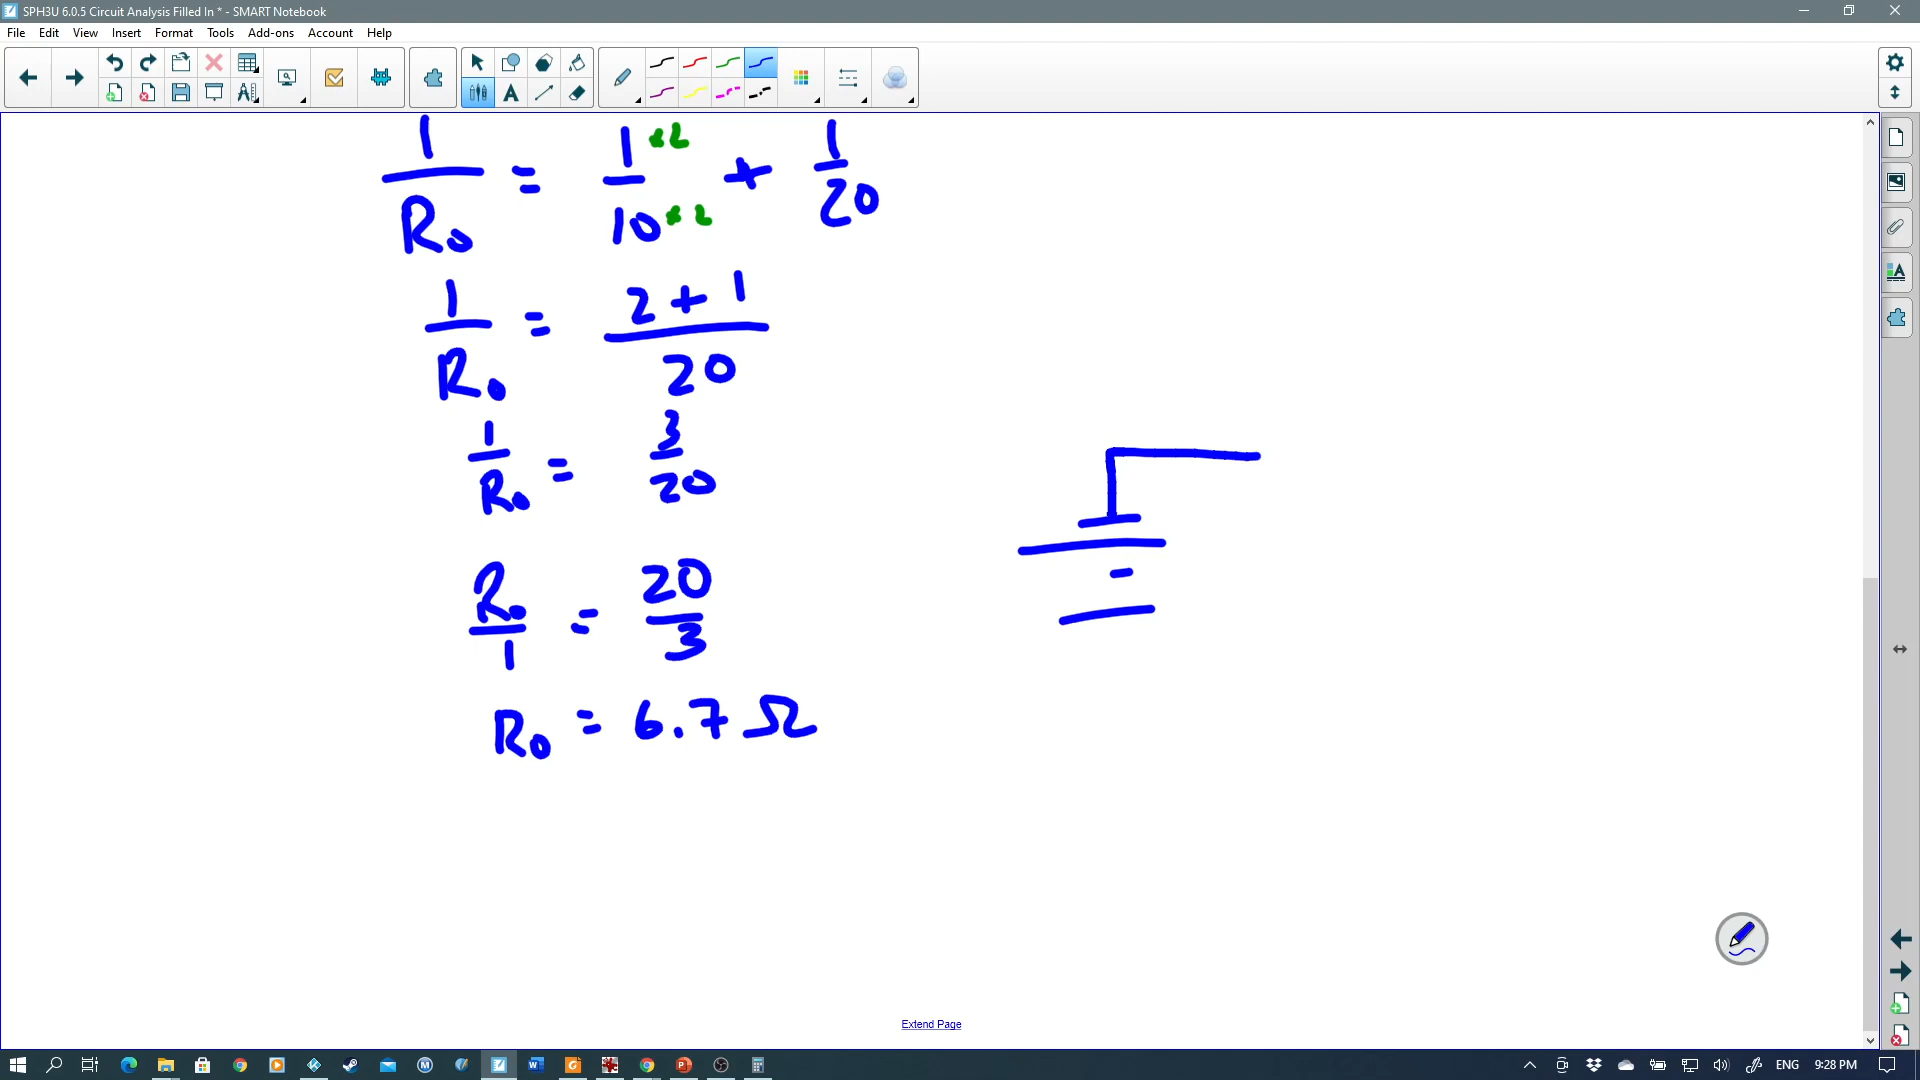 SPH3U 6.0.5 Circuit Analysis Filled In * - SMART Notebook
File Edit View Insert Format Tools Add-ons Account Help
1/R₀ = 1*2/10*2 + 1/20
1/R₀ = 2 + 1/20
1/R₀ = 3/20
R₀/1 = 20/3
R₀ = 6.7 Ω
Extend Page
ENG 9:28 PM